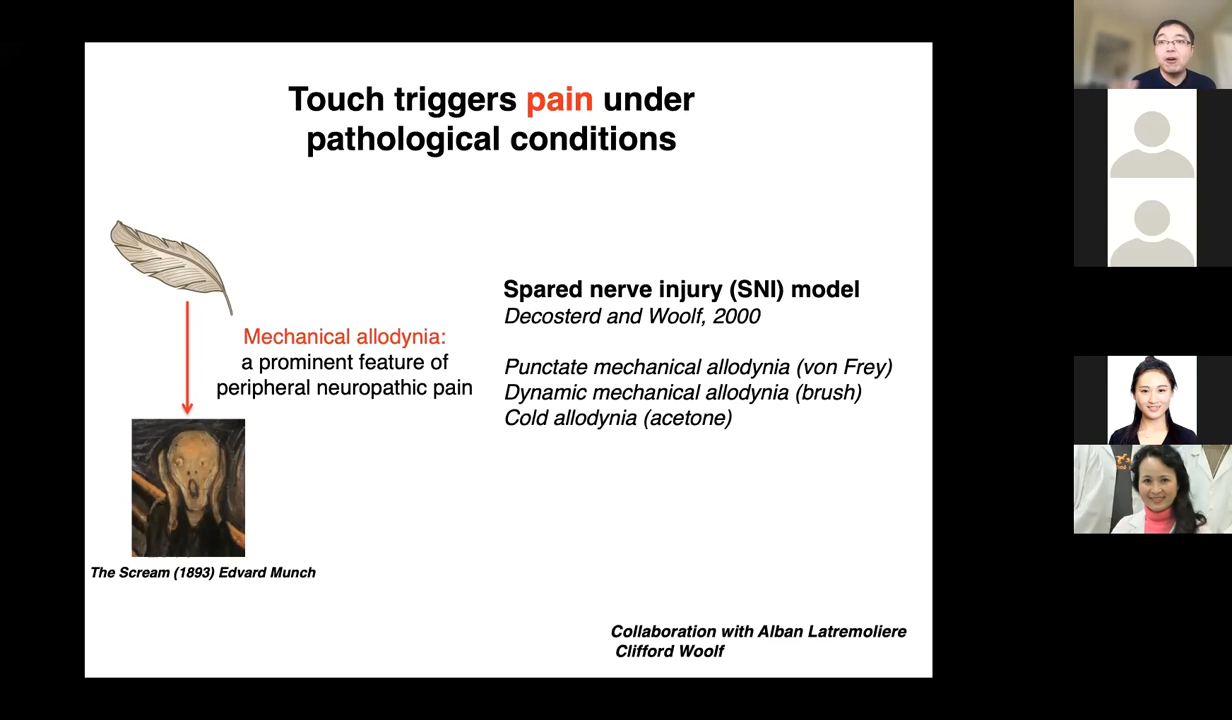 Touch triggers pain under
pathological conditions
Mechanical allodynia:
a prominent feature of
peripheral neuropathic pain
Spared nerve injury (SNI) model
Decosterd and Woolf, 2000
Punctate mechanical allodynia (von Frey)
Dynamic mechanical allodynia (brush)
Cold allodynia (acetone)
The Scream (1893) Edvard Munch
Collaboration with Alban Latremoliere
Clifford Woolf